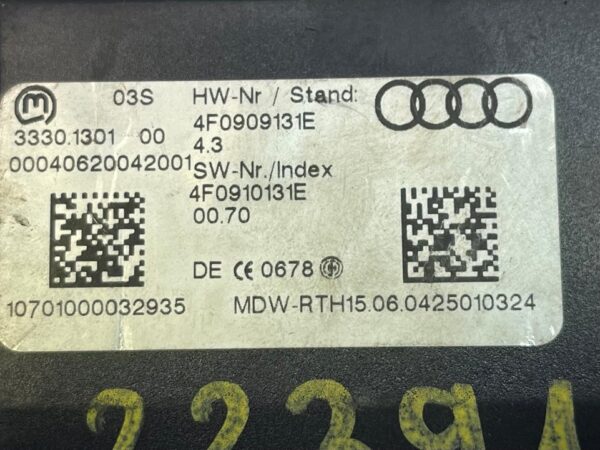 03S
3330.1301 00
00040620042001
HW-Nr / Stand:
4F0909131E
4.3
SW-Nr./Index
4F0910131E
00.70
DE CE 0678
10701000032935
MDW-RTH15.06.0425010324